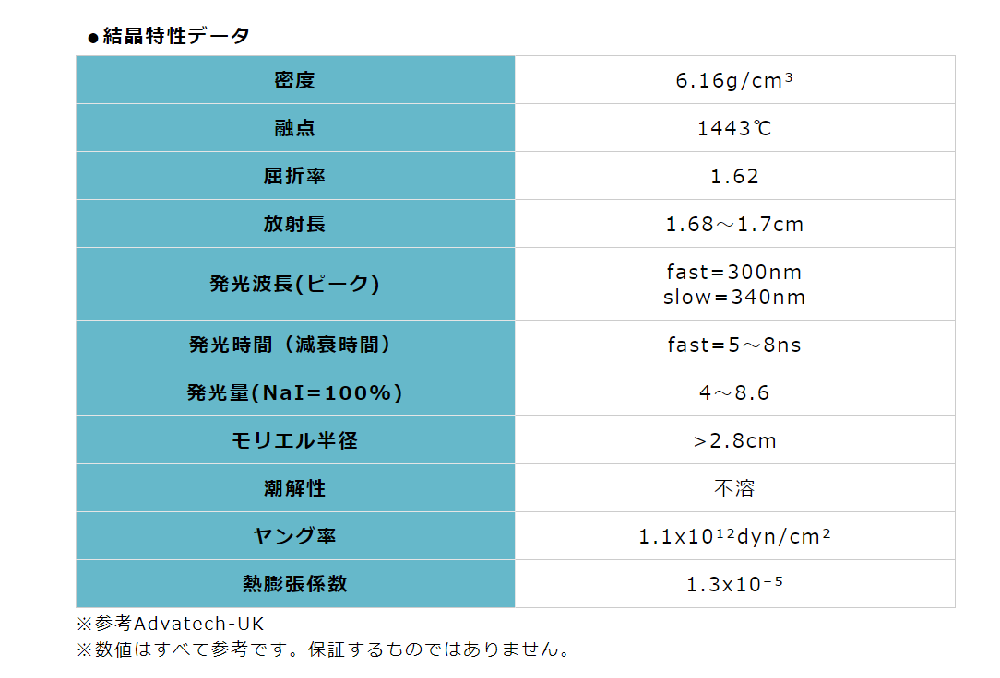 ●結晶特性データ
密度
6.16g/cm³
融点
1443℃
屈折率
1.62
放射長
1.68～1.7cm
発光波長(ピーク)
fast=300nm
slow=340nm
発光時間（減衰時間）
fast=5～8ns
発光量(NaI=100%)
4～8.6
モリエル半径
>2.8cm
潮解性
不溶
ヤング率
1.1x10¹²dyn/cm²
熱膨張係数
1.3x10⁻⁵
※参考Advatech-UK
※数値はすべて参考です。保証するものではありません。